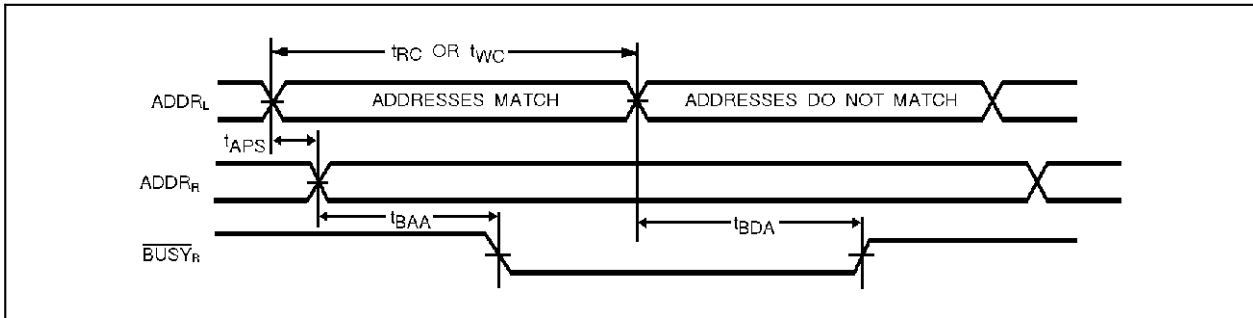 tRC OR tWC
ADDRL ADDRESSES MATCH ADDRESSES DO NOT MATCH
tAPS
ADDRR
tBAA tBDA
BUSYR